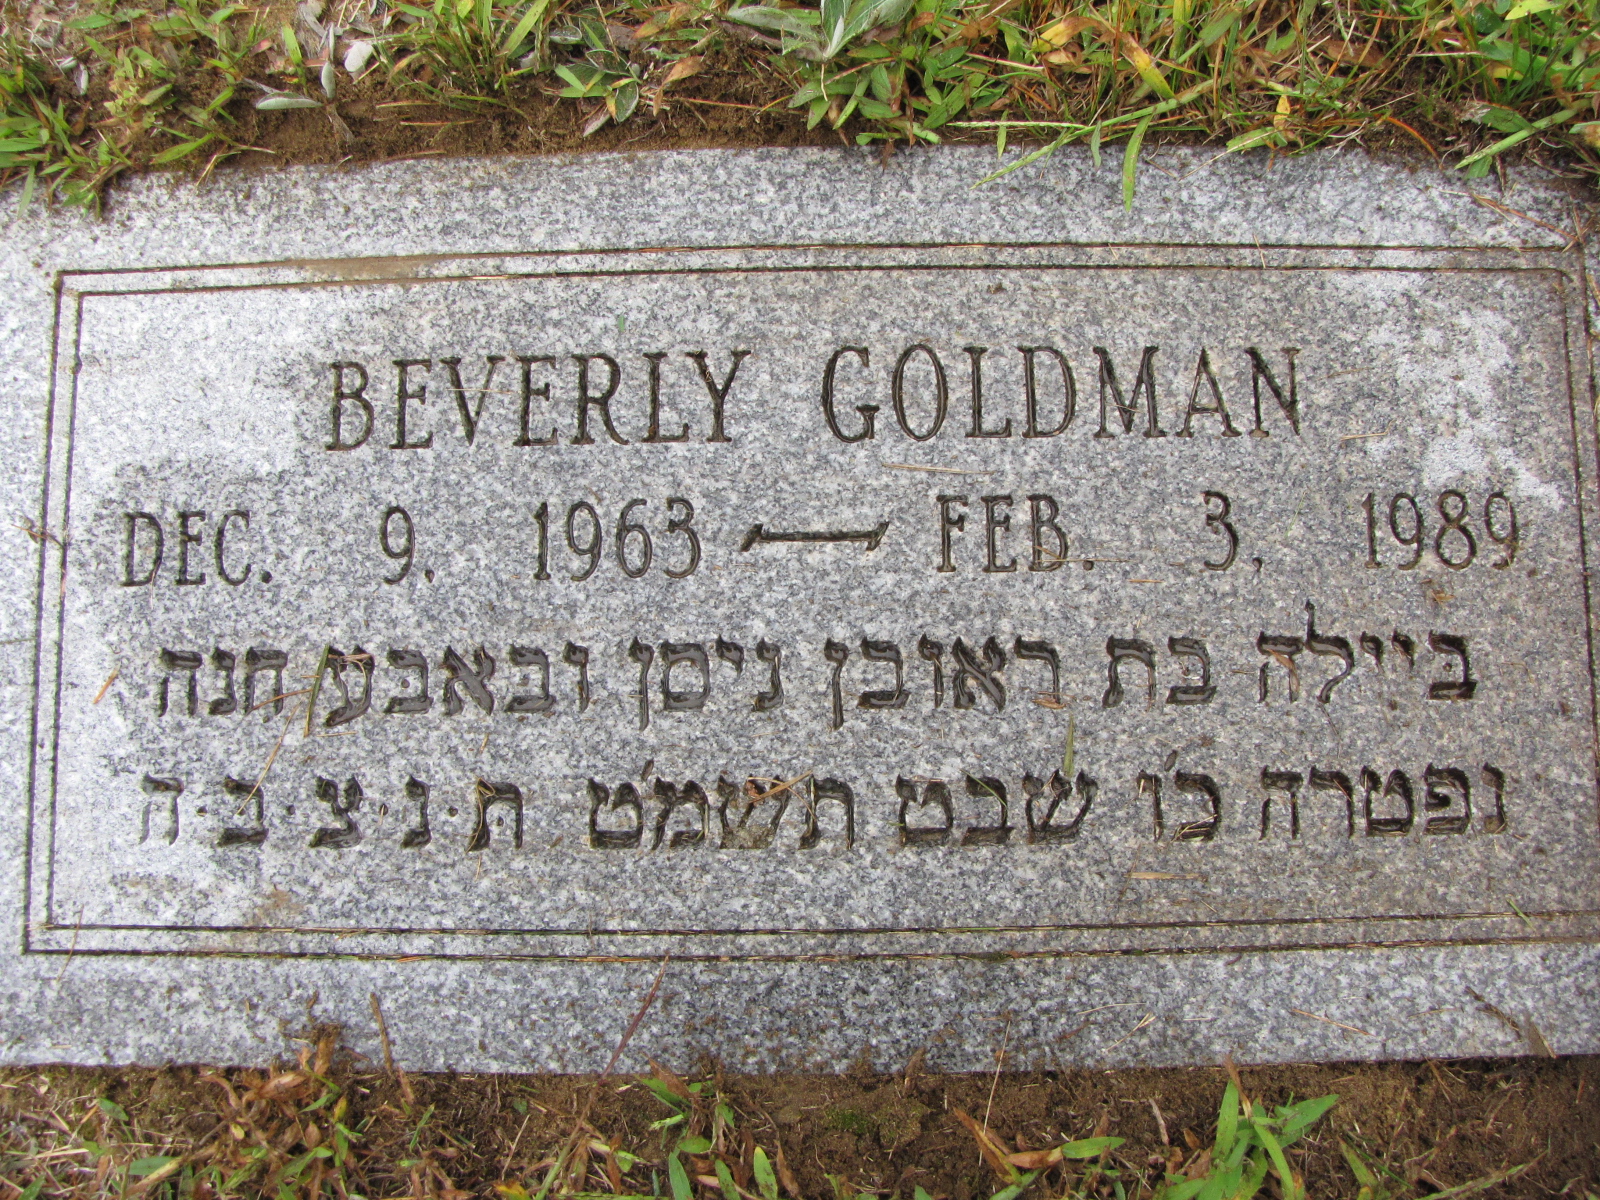 BEVERLY GOLDMAN
DEC. 9, 1963 — FEB. 3, 1989
ביילה בת ראובן ניסן ובאבע חנה
נפטרה כ'ו שבט תשמ'ט ת.נ.צ.ב.ה